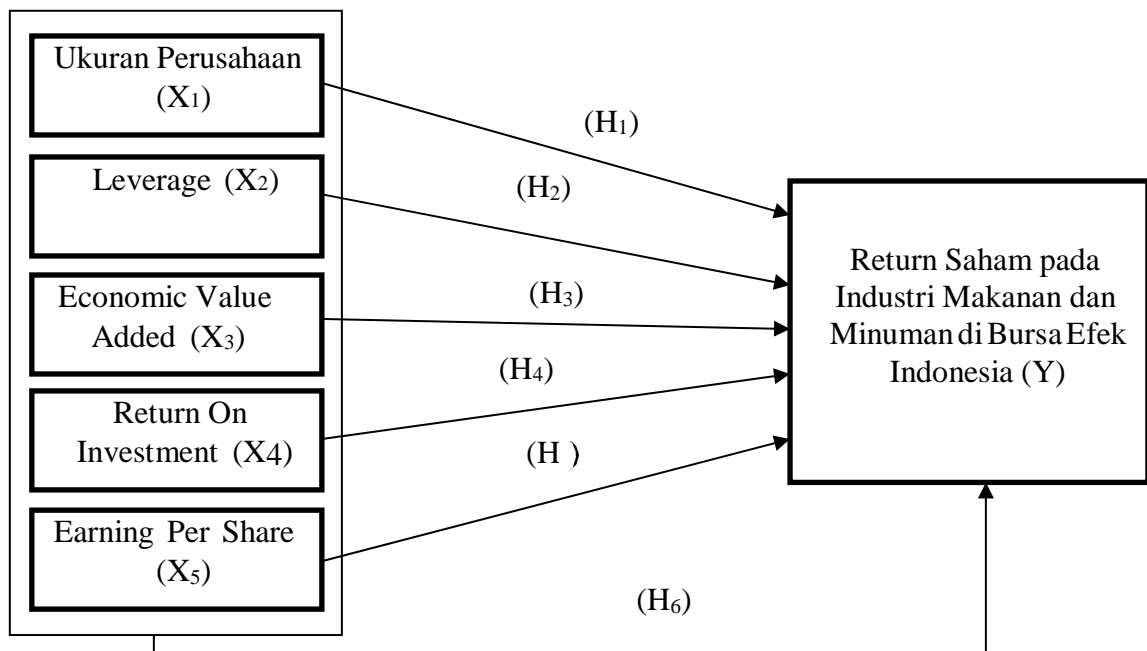 Ukuran Perusahaan
(X1)
(H1)
Leverage (X2)
(H2)
Economic Value
Added (X3)
(H3)
Return On
Investment (X4)
(H4)
Earning Per Share
(X5)
(H )
(H6)
Return Saham pada
Industri Makanan dan
Minuman di Bursa Efek
Indonesia (Y)